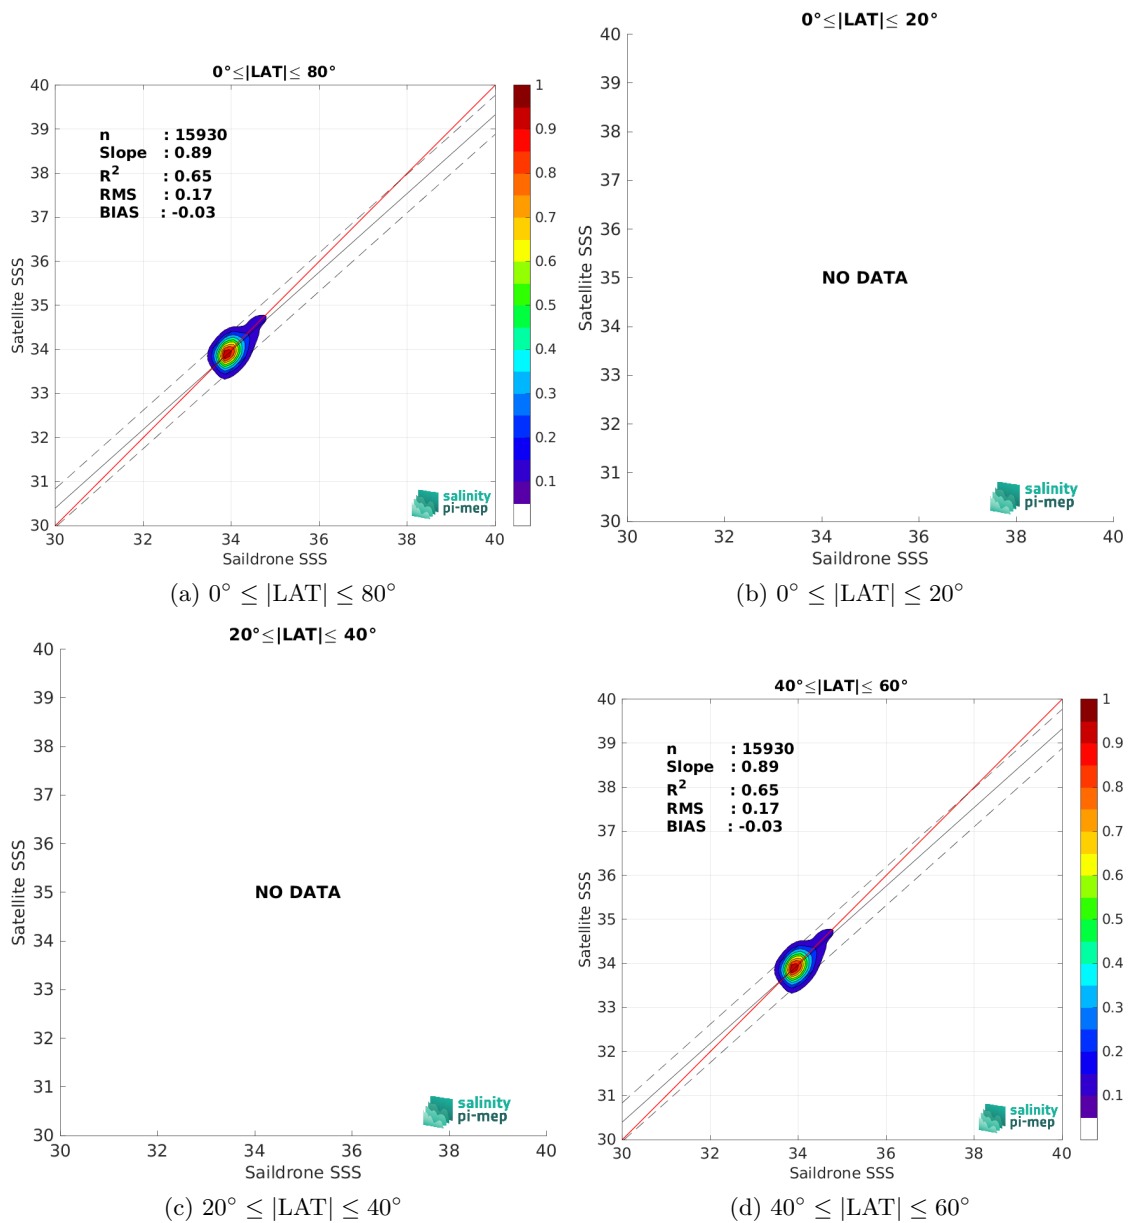 0°≤|LAT|≤ 80°
n : 15930
Slope : 0.89
R² : 0.65
RMS : 0.17
BIAS : -0.03
40
39
38
37
36
35
34
33
32
31
30
30 32 34 36 38 40
Satellite SSS
Saildrone SSS
1
0.9
0.8
0.7
0.6
0.5
0.4
0.3
0.2
0.1
salinity
pi-mep
(a) 0° ≤ |LAT| ≤ 80°
0°≤|LAT|≤ 20°
40
39
38
37
36
35
34
33
32
31
30
30 32 34 36 38 40
Satellite SSS
NO DATA
Saildrone SSS
salinity
pi-mep
(b) 0° ≤ |LAT| ≤ 20°
20°≤|LAT|≤ 40°
40
39
38
37
36
35
34
33
32
31
30
30 32 34 36 38 40
Satellite SSS
NO DATA
Saildrone SSS
salinity
pi-mep
(c) 20° ≤ |LAT| ≤ 40°
40°≤|LAT|≤ 60°
n : 15930
Slope : 0.89
R² : 0.65
RMS : 0.17
BIAS : -0.03
40
39
38
37
36
35
34
33
32
31
30
30 32 34 36 38 40
Satellite SSS
Saildrone SSS
1
0.9
0.8
0.7
0.6
0.5
0.4
0.3
0.2
0.1
salinity
pi-mep
(d) 40° ≤ |LAT| ≤ 60°